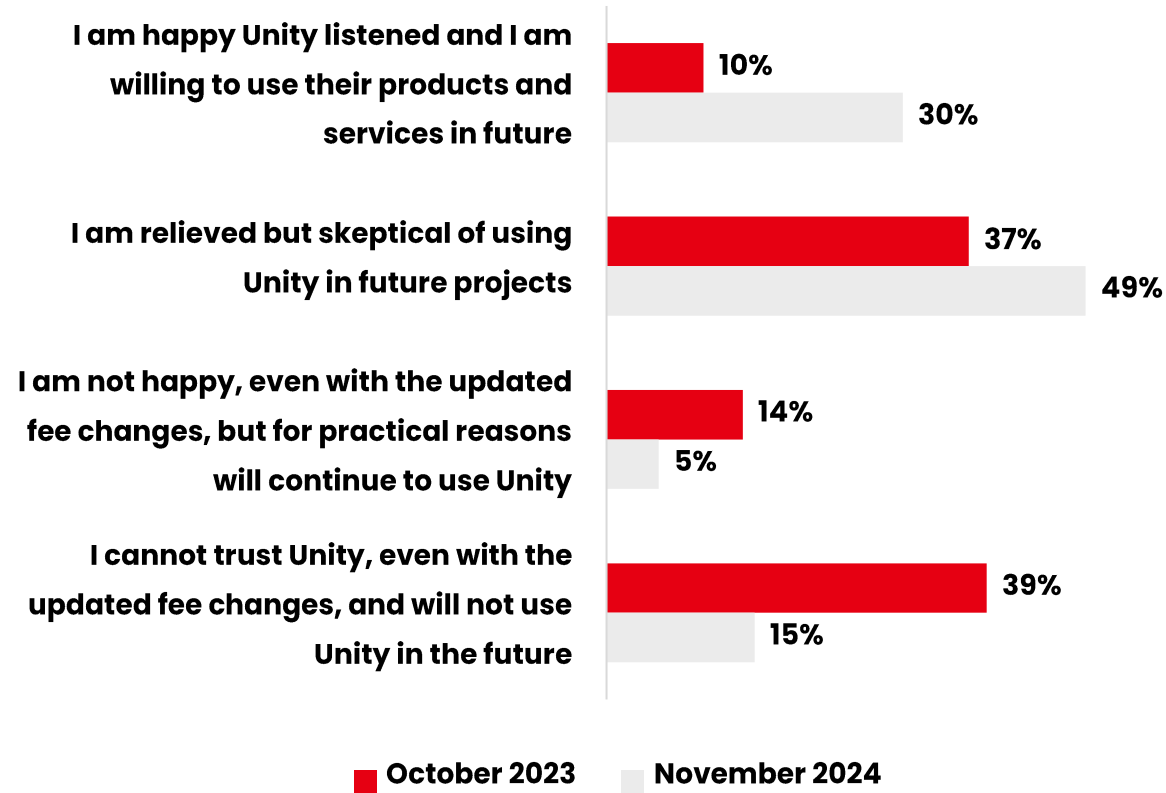 I am happy Unity listened and I am
willing to use their products and
services in future
10%
30%
I am relieved but skeptical of using
Unity in future projects
37%
49%
I am not happy, even with the updated
fee changes, but for practical reasons
will continue to use Unity
14%
5%
I cannot trust Unity, even with the
updated fee changes, and will not use
Unity in the future
39%
15%
October 2023
November 2024